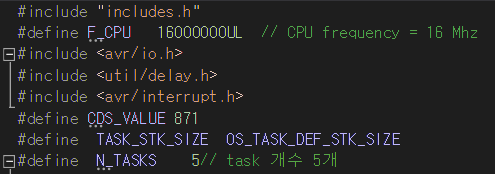 #include "includes.h"
#define F_CPU 16000000UL // CPU frequency = 16 Mhz
#include <avr/io.h>
#include <util/delay.h>
#include <avr/interrupt.h>
#define CDS_VALUE 871
#define TASK_STK_SIZE OS_TASK_DEF_STK_SIZE
#define N_TASKS 5// task 개수 5개